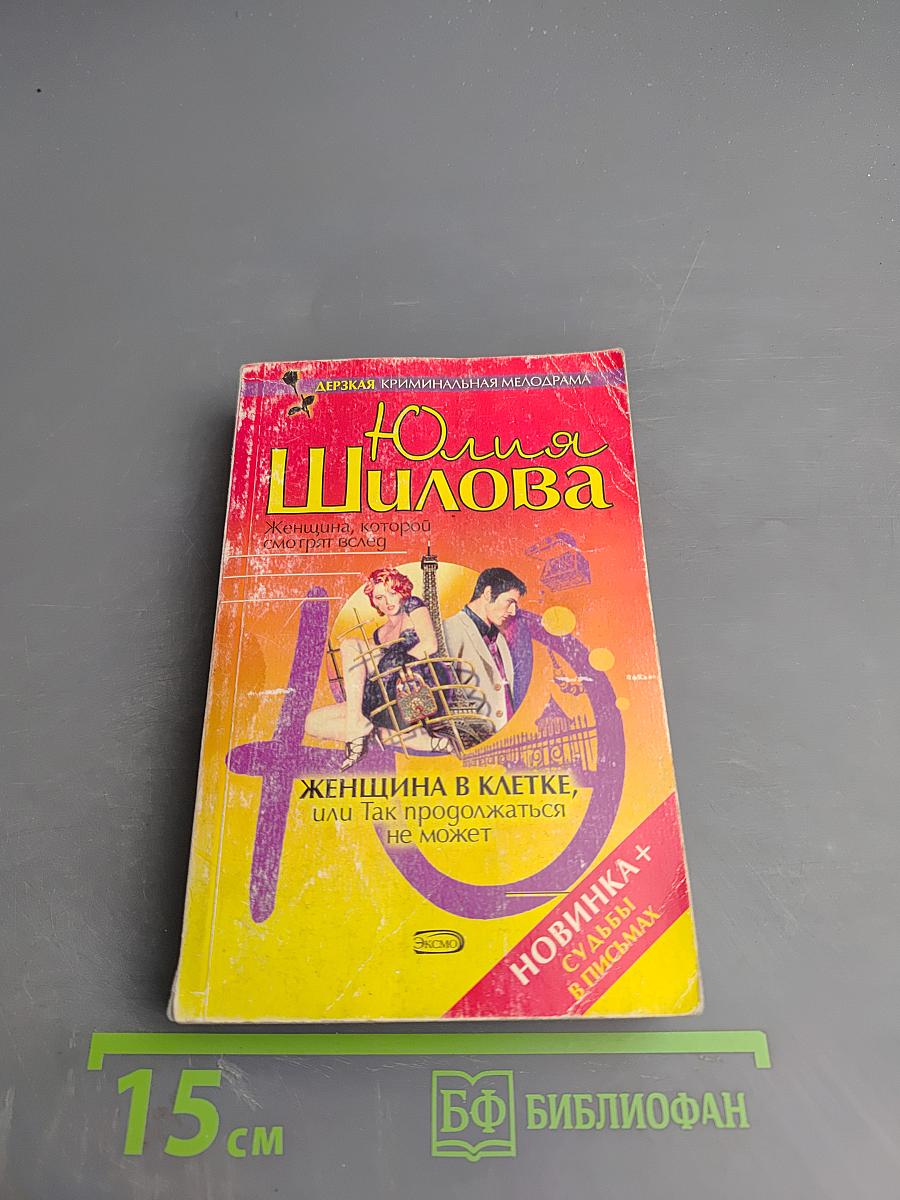 ДЕРЗКАЯ КРИМИНАЛЬНАЯ МЕЛОДРАМА
Юлия
Шилова
Женщина, которой
смотрят вслед
ЖЕНЩИНА В КЛЕТКЕ,
или Так продолжаться
не может
НОВИНКА +
СУДЬБЫ
В ПИСЬМАХ
ЭКСМО
15 см
БФ БИБЛИОФАН